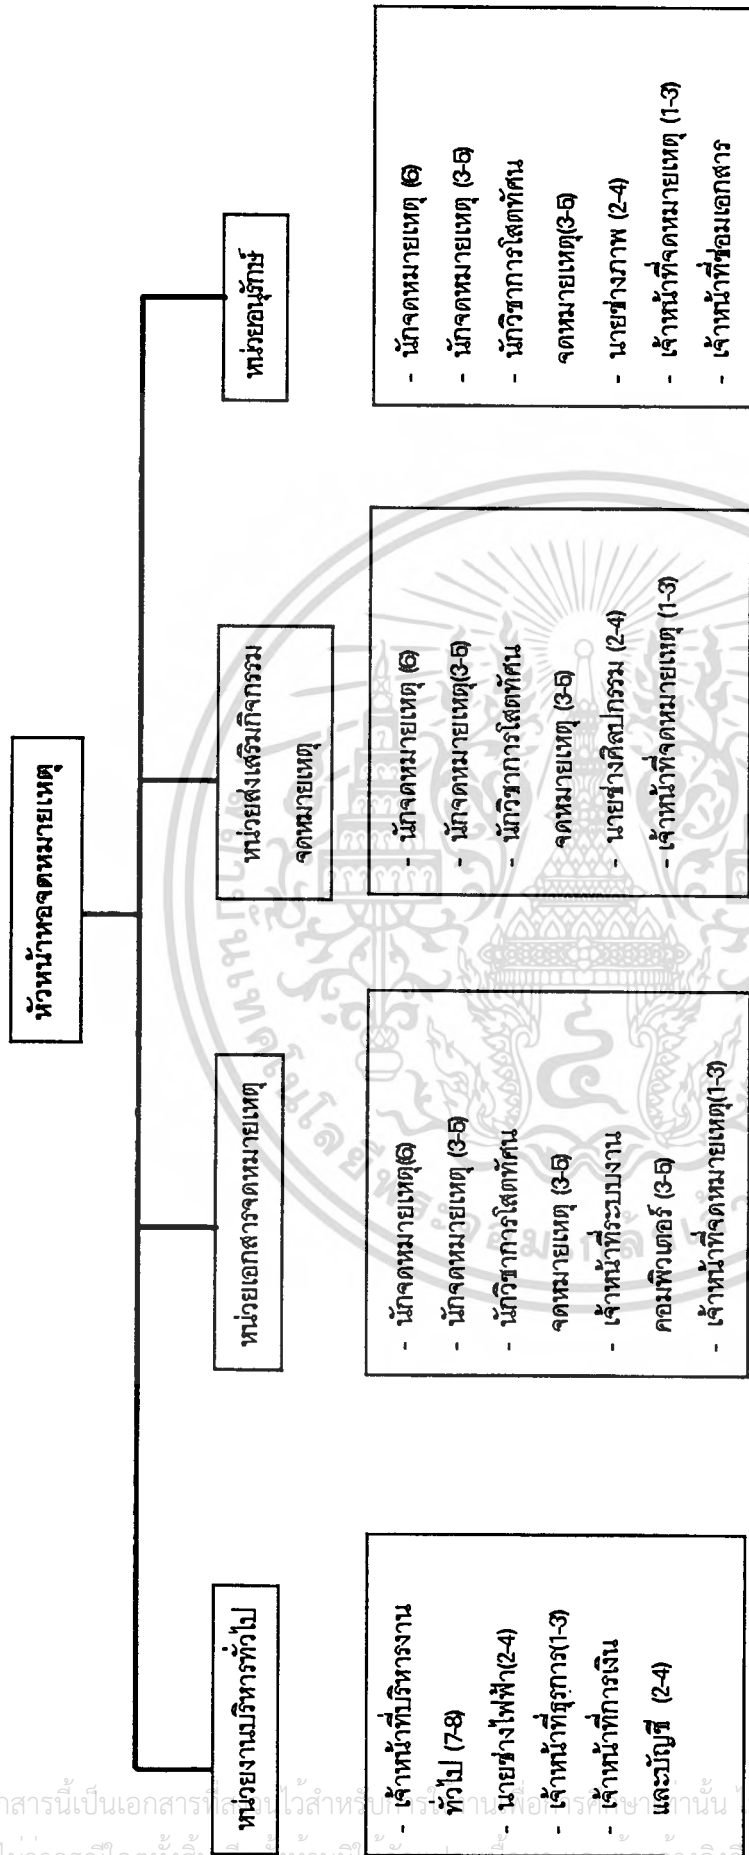 หัวหน้าหอจดหมายเหตุ
หน่วยงานบริหารทั่วไป
- เจ้าหน้าที่บริหารงาน
ทั่วไป (7-8)
- นายช่างไฟฟ้า(2-4)
- เจ้าหน้าที่ธุรการ(1-3)
- เจ้าหน้าที่การเงิน
และบัญชี (2-4)
หน่วยเอกสารจดหมายเหตุ
- นักจดหมายเหตุ(6)
- นักจดหมายเหตุ (3-5)
- นักวิชาการโสตทัศน
จดหมายเหตุ (3-5)
- เจ้าหน้าที่ระบบงาน
คอมพิวเตอร์ (3-5)
- เจ้าหน้าที่จดหมายเหตุ(1-3)
หน่วยส่งเสริมกิจกรรม
จดหมายเหตุ
- นักจดหมายเหตุ (6)
- นักจดหมายเหตุ(3-5)
- นักวิชาการโสตทัศน
จดหมายเหตุ (3-5)
- นายช่างศิลปกรรม (2-4)
- เจ้าหน้าที่จดหมายเหตุ (1-3)
หน่วยอนุรักษ์
- นักจดหมายเหตุ (6)
- นักจดหมายเหตุ (3-5)
- นักวิชาการโสตทัศน
จดหมายเหตุ(3-5)
- นายช่างภาพ (2-4)
- เจ้าหน้าที่จดหมายเหตุ (1-3)
- เจ้าหน้าที่ซ่อมเอกสาร